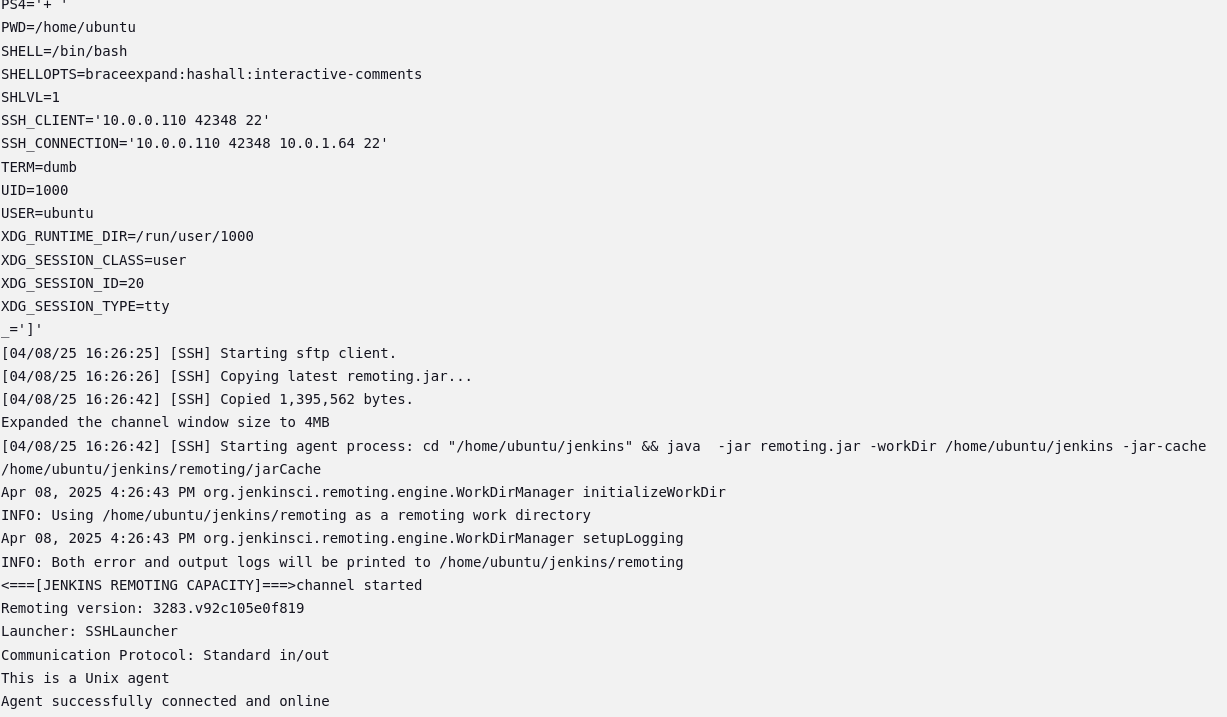 PS4='+ '
PWD=/home/ubuntu
SHELL=/bin/bash
SHELLOPTS=braceexpand:hashall:interactive-comments
SHLVL=1
SSH_CLIENT='10.0.0.110 42348 22'
SSH_CONNECTION='10.0.0.110 42348 10.0.1.64 22'
TERM=dumb
UID=1000
USER=ubuntu
XDG_RUNTIME_DIR=/run/user/1000
XDG_SESSION_CLASS=user
XDG_SESSION_ID=20
XDG_SESSION_TYPE=tty
_=']'
[04/08/25 16:26:25] [SSH] Starting sftp client.
[04/08/25 16:26:26] [SSH] Copying latest remoting.jar...
[04/08/25 16:26:42] [SSH] Copied 1,395,562 bytes.
Expanded the channel window size to 4MB
[04/08/25 16:26:42] [SSH] Starting agent process: cd "/home/ubuntu/jenkins" && java  -jar remoting.jar -workDir /home/ubuntu/jenkins -jar-cache
/home/ubuntu/jenkins/remoting/jarCache
Apr 08, 2025 4:26:43 PM org.jenkinsci.remoting.engine.WorkDirManager initializeWorkDir
INFO: Using /home/ubuntu/jenkins/remoting as a remoting work directory
Apr 08, 2025 4:26:43 PM org.jenkinsci.remoting.engine.WorkDirManager setupLogging
INFO: Both error and output logs will be printed to /home/ubuntu/jenkins/remoting
<===[JENKINS REMOTING CAPACITY]===>channel started
Remoting version: 3283.v92c105e0f819
Launcher: SSHLauncher
Communication Protocol: Standard in/out
This is a Unix agent
Agent successfully connected and online